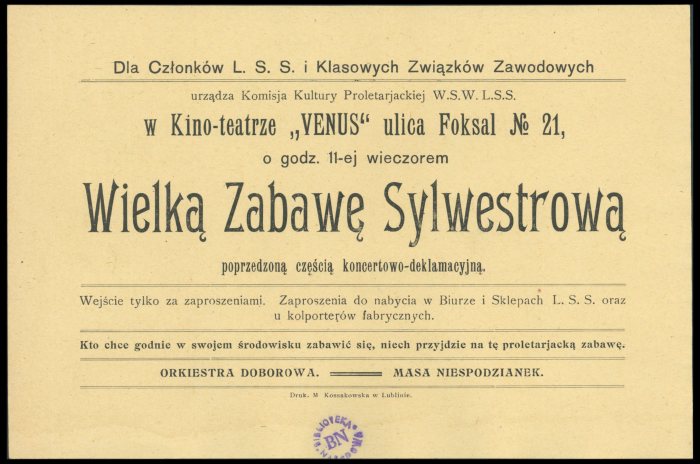 Dla Członków L. S. S. i Klasowych Związków Zawodowych
urządza Komisja Kultury Proletarjackiej W.S.W. L.S.S.
w Kino-teatrze „VENUS“ ulica Foksal № 21,
o godz. 11-ej wieczorem
Wielką Zabawę Sylwestrową
poprzedzoną częścią koncertowo-deklamacyjną.
Wejście tylko za zaproszeniami. Zaproszenia do nabycia w Biurze i Sklepach L. S. S. oraz
u kolporterów fabrycznych.
Kto chce godnie w swojem środowisku zabawić się, niech przyjdzie na tę proletarjacką zabawę.
ORKIESTRA DOBOROWA. MASA NIESPODZIANEK.
Druk. M Kossakowska w Lublinie.
BIBLIOTEKA
BN